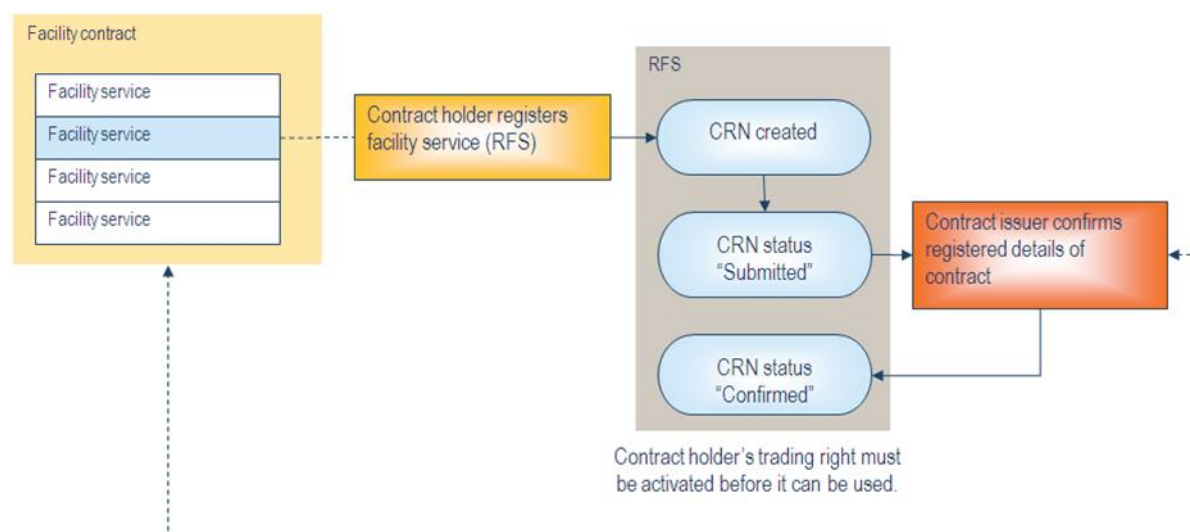 Facility contract
Facility service
Facility service
Facility service
Facility service
Contract holder registers
facility service (RFS)
RFS
CRN created
CRN status
“Submitted”
Contract issuer confirms
registered details of
contract
CRN status
“Confirmed”
Contract holder’s trading right must
be activated before it can be used.